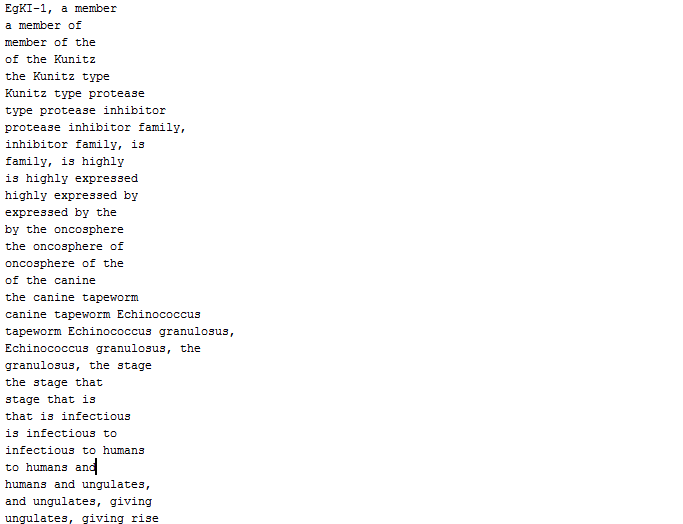 EgKI-1, a member
a member of
member of the
of the Kunitz
the Kunitz type
Kunitz type protease
type protease inhibitor
protease inhibitor family,
inhibitor family, is
family, is highly
is highly expressed
highly expressed by
expressed by the
by the oncosphere
the oncosphere of
oncosphere of the
of the canine
the canine tapeworm
canine tapeworm Echinococcus
tapeworm Echinococcus granulosus,
Echinococcus granulosus, the
granulosus, the stage
the stage that
stage that is
that is infectious
is infectious to
infectious to humans
to humans and
humans and ungulates,
and ungulates, giving
ungulates, giving rise